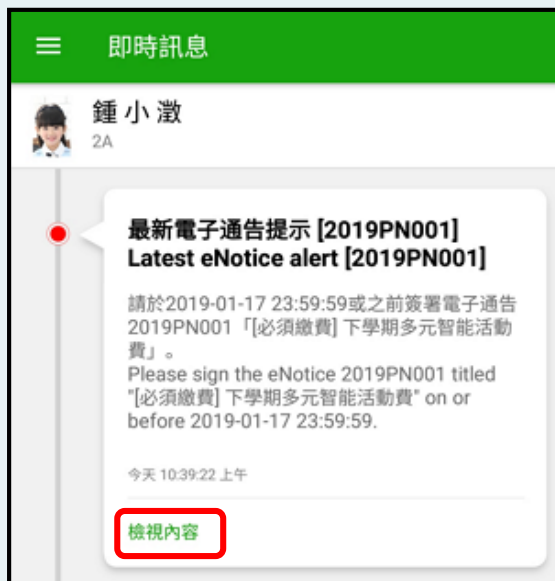 即時訊息
鍾小澂
2A
最新電子通告提示 [2019PN001]
Latest eNotice alert [2019PN001]
請於2019-01-17 23:59:59或之前簽署電子通告
2019PN001「[必須繳費] 下學期多元智能活動
費」。
Please sign the eNotice 2019PN001 titled
"[必須繳費] 下學期多元智能活動費" on or
before 2019-01-17 23:59:59.
今天 10:39:22 上午
檢視內容